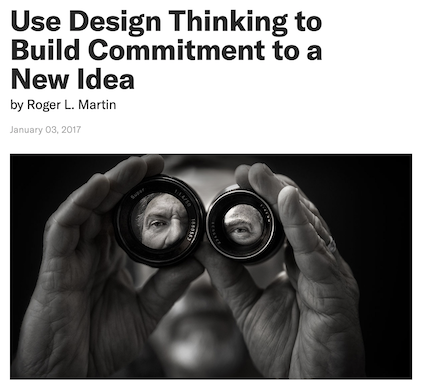 Use Design Thinking to
Build Commitment to a
New Idea
by Roger L. Martin
January 03, 2017